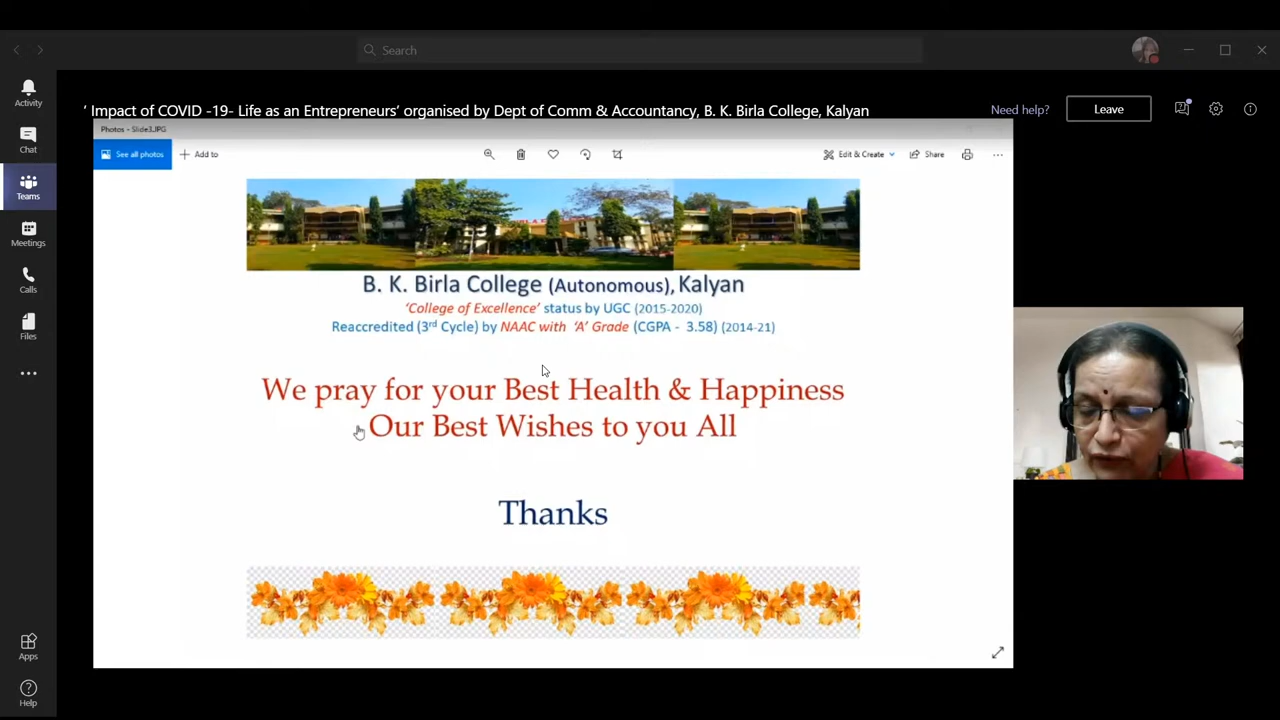 Search
Activity
Chat
Teams
Meetings
Calls
Files
Apps
Help
‘ Impact of COVID -19- Life as an Entrepreneurs’ organised by Dept of Comm & Accountancy, B. K. Birla College, Kalyan
Need help?
Leave
Photos - Slide3.JPG
See all photos
Add to
Edit & Create
Share
B. K. Birla College (Autonomous), Kalyan
‘College of Excellence’ status by UGC (2015-2020)
Reaccredited (3rd Cycle) by NAAC with ‘A’ Grade (CGPA - 3.58) (2014-21)
We pray for your Best Health & Happiness
Our Best Wishes to you All
Thanks